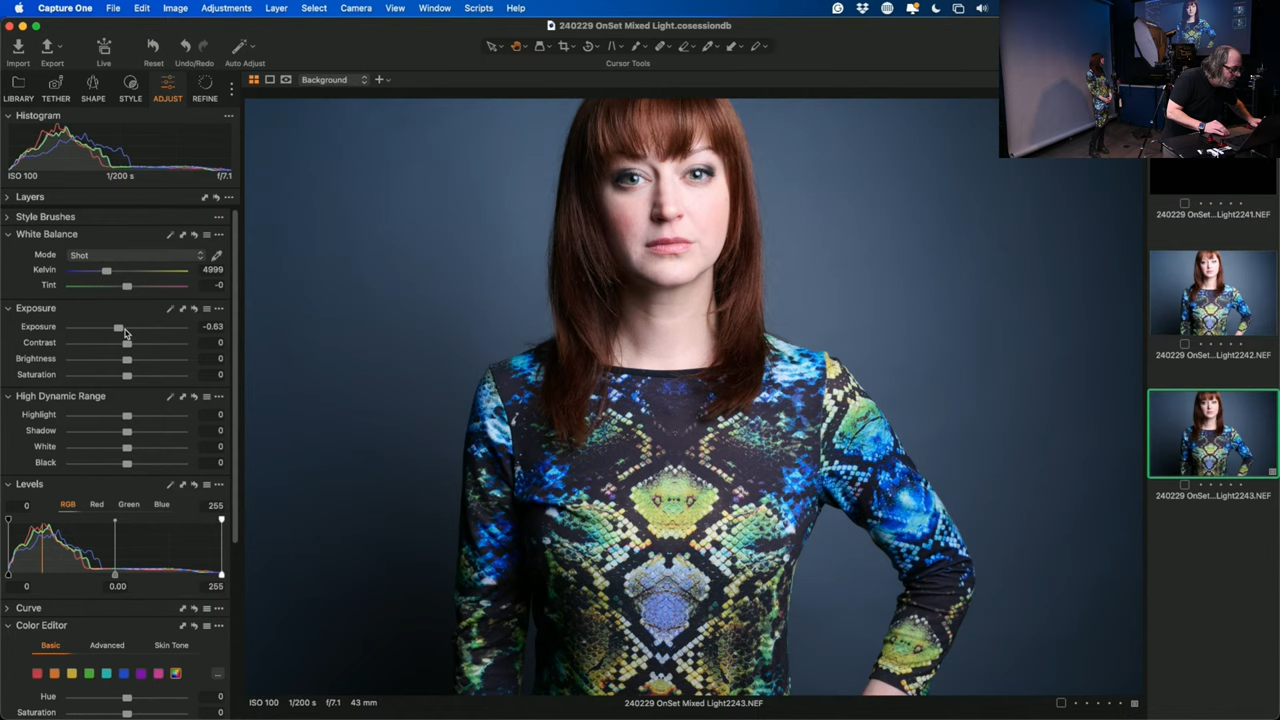 Capture One File Edit Image Adjustments Layer Select Camera View Window Scripts Help
240229 OnSet Mixed Light.cosessiondb
Import Export Live Reset Undo/Redo Auto Adjust Cursor Tools
Background
LIBRARY TETHER SHAPE STYLE ADJUST REFINE
Histogram
ISO 100 1/200 s f/7.1
Layers
Style Brushes
White Balance
Mode Shot
Kelvin 4999
Tint -0
Exposure
Exposure -0.63
Contrast 0
Brightness 0
Saturation 0
High Dynamic Range
Highlight 0
Shadow 0
White 0
Black 0
Levels
0 RGB Red Green Blue 255
0 0.00 255
Curve
Color Editor
Basic Advanced Skin Tone
Hue 0
Saturation 0
ISO 100 1/200 s f/7.1 43 mm
240229 OnSet Mixed Light2243.NEF
240229 OnSet...Light2241.NEF
240229 OnSet...Light2242.NEF
240229 OnSet...Light2243.NEF